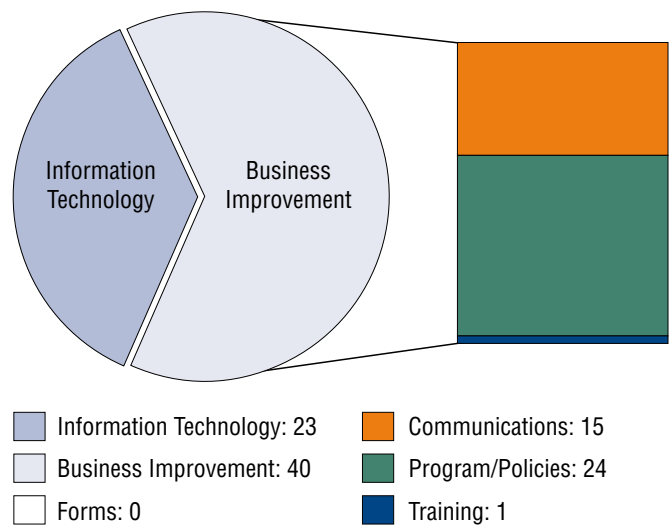 Information
Technology
Business
Improvement
Information Technology: 23
Business Improvement: 40
Forms: 0
Communications: 15
Program/Policies: 24
Training: 1